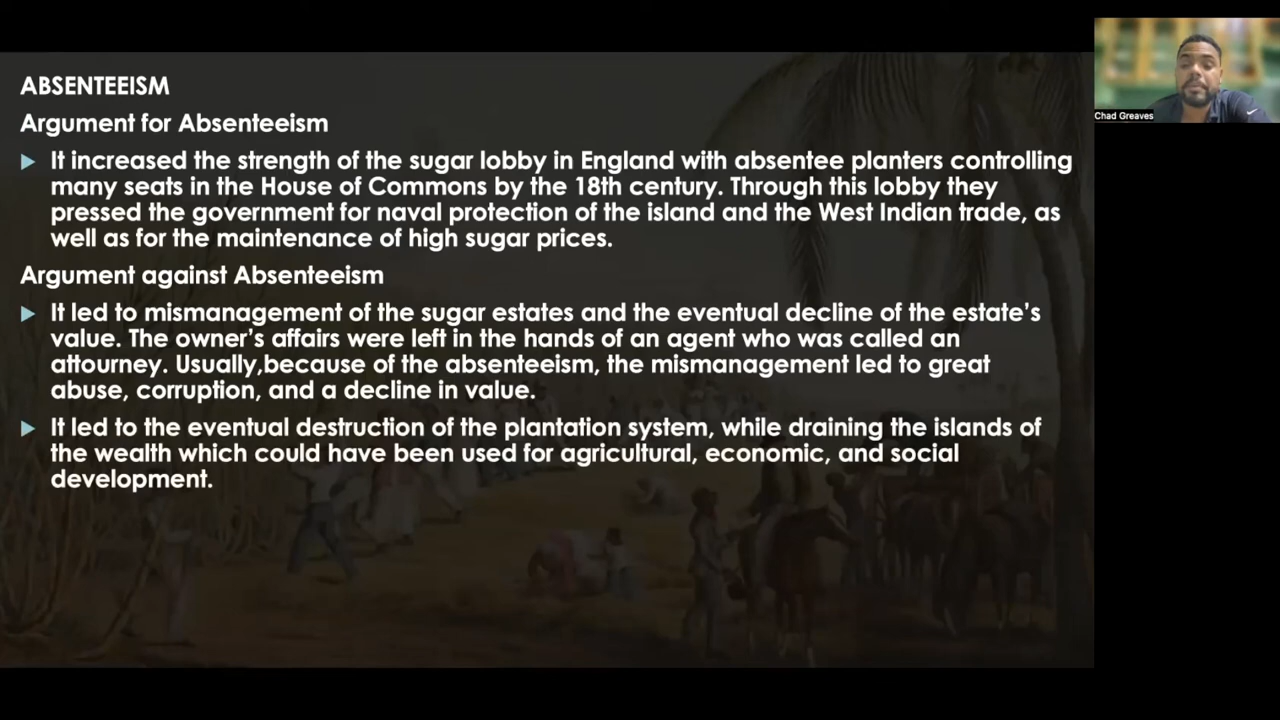 ABSENTEEISM
Argument for Absenteeism
It increased the strength of the sugar lobby in England with absentee planters controlling
many seats in the House of Commons by the 18th century. Through this lobby they
pressed the government for naval protection of the island and the West Indian trade, as
well as for the maintenance of high sugar prices.
Argument against Absenteeism
It led to mismanagement of the sugar estates and the eventual decline of the estate’s
value. The owner’s affairs were left in the hands of an agent who was called an
attourney. Usually,because of the absenteeism, the mismanagement led to great
abuse, corruption, and a decline in value.
It led to the eventual destruction of the plantation system, while draining the islands of
the wealth which could have been used for agricultural, economic, and social
development.
Chad Greaves